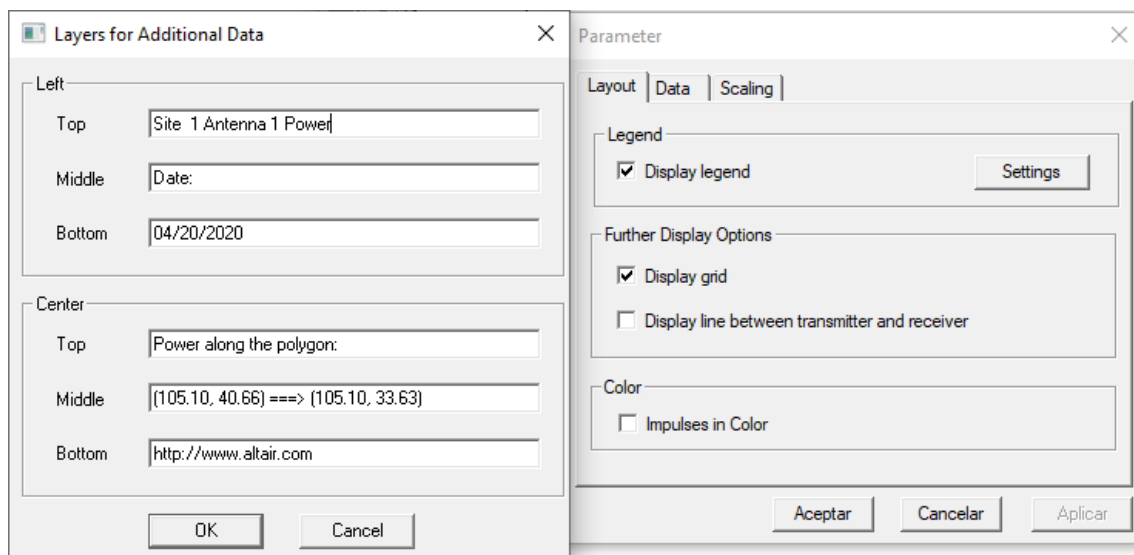 Layers for Additional Data
Left
Top
Site  1 Antenna 1 Power
Middle
Date:
Bottom
04/20/2020
Center
Top
Power along the polygon:
Middle
(105.10, 40.66) ===> (105.10, 33.63)
Bottom
http://www.altair.com
OK
Cancel
Parameter
Layout
Data
Scaling
Legend
Display legend
Settings
Further Display Options
Display grid
Display line between transmitter and receiver
Color
Impulses in Color
Aceptar
Cancelar
Aplicar